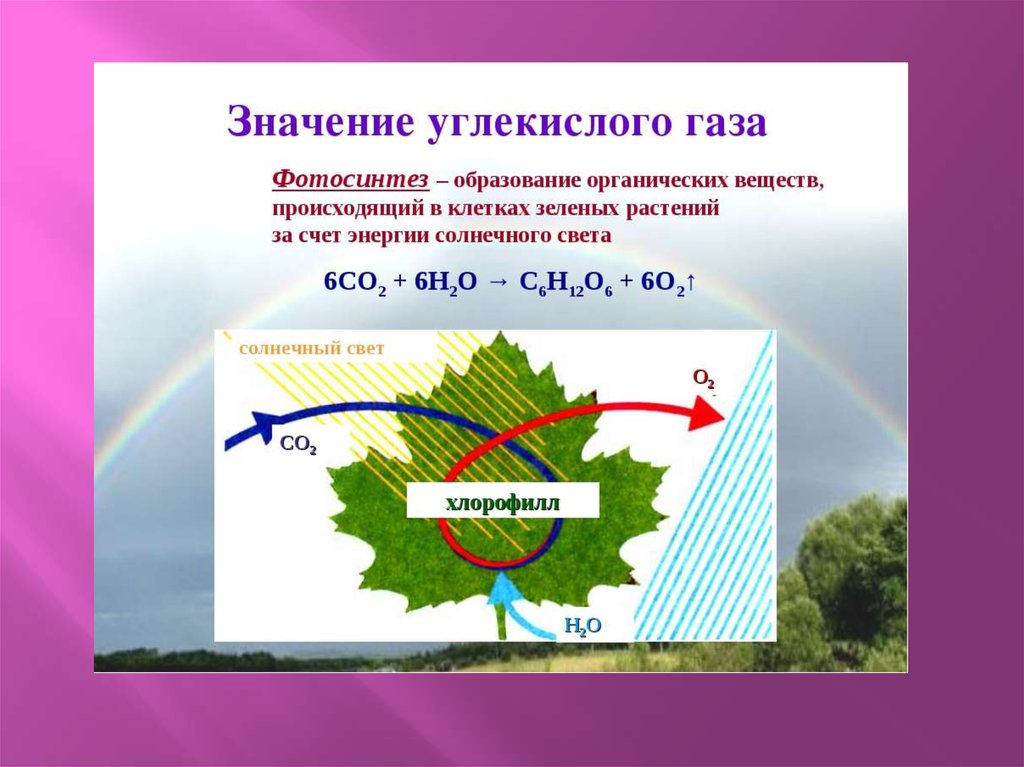 Значение углекислого газа
Фотосинтез – образование органических веществ,
происходящий в клетках зеленых растений
за счет энергии солнечного света
6CO₂ + 6H₂O → C₆H₁₂O₆ + 6O₂↑
солнечный свет
O₂
CO₂
хлорофилл
H₂O